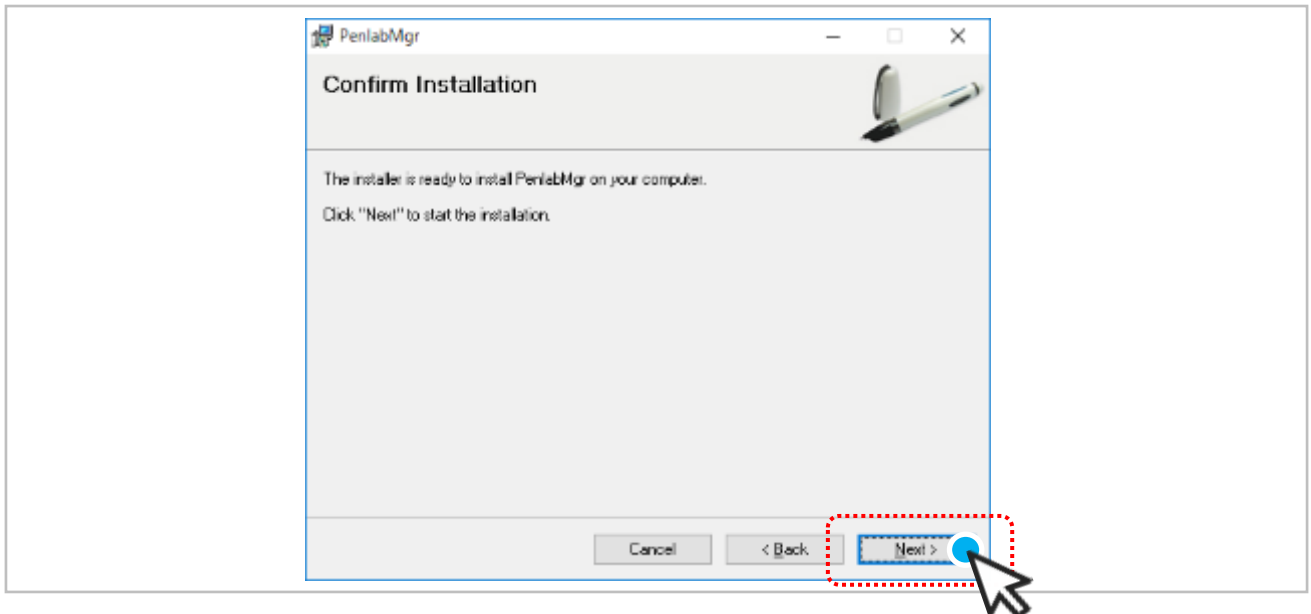 PenlabMgr
Confirm Installation
The installer is ready to install PenlabMgr on your computer.
Click "Next" to start the installation.
Cancel
< Back
Next >